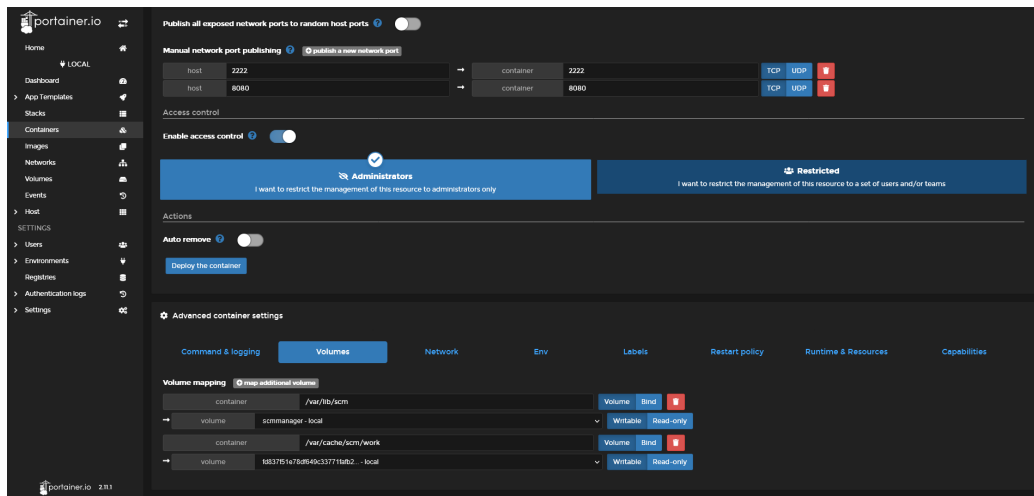 portainer.io
Home
LOCAL
Dashboard
App Templates
Stacks
Containers
Images
Networks
Volumes
Events
Host
SETTINGS
Users
Environments
Registries
Authentication logs
Settings
portainer.io 2.11.1
Publish all exposed network ports to random host ports
Manual network port publishing publish a new network port
host 2222 → container 2222 TCP UDP
host 8080 → container 8080 TCP UDP
Access control
Enable access control
Administrators
I want to restrict the management of this resource to administrators only
Restricted
I want to restrict the management of this resource to a set of users and/or teams
Actions
Auto remove
Deploy the container
Advanced container settings
Command & logging Volumes Network Env Labels Restart policy Runtime & Resources Capabilities
Volume mapping map additional volume
container /var/lib/scm Volume Bind
→ volume scmmanager - local Writable Read-only
container /var/cache/scm/work Volume Bind
→ volume - local Writable Read-only